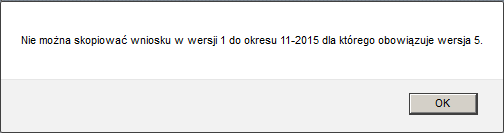 Nie można skopiować wniosku w wersji 1 do okresu 11-2015 dla którego obowiązuje wersja 5.
OK